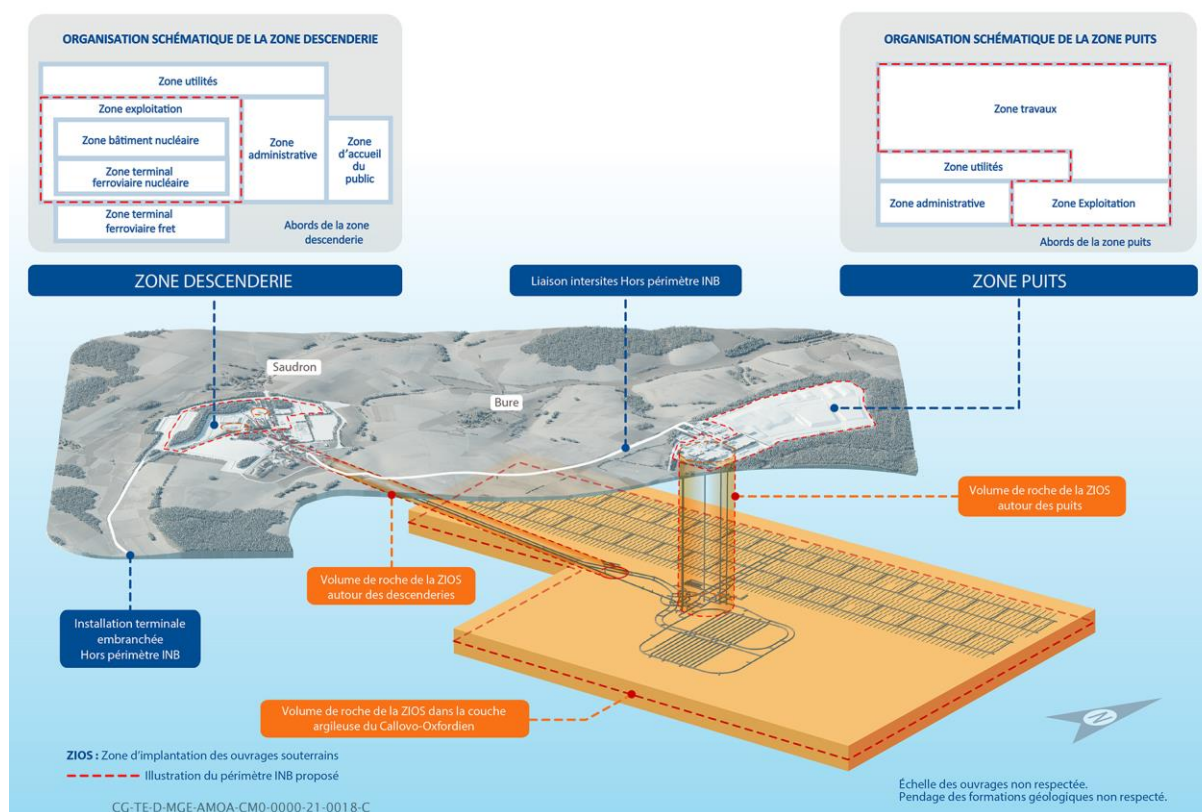 ORGANISATION SCHÉMATIQUE DE LA ZONE DESCENDERIE
Zone utilités
Zone exploitation
Zone bâtiment nucléaire
Zone terminal
ferroviaire nucléaire
Zone
administrative
Zone
d'accueil
du
public
Zone terminal
ferroviaire fret
Abords de la zone
descenderie
ZONE DESCENDERIE
ORGANISATION SCHÉMATIQUE DE LA ZONE PUITS
Zone travaux
Zone utilités
Zone administrative
Zone Exploitation
Abords de la zone puits
ZONE PUITS
Liaison intersites Hors périmètre INB
Saudron
Bure
Volume de roche de la ZIOS
autour des puits
Volume de roche de la ZIOS
autour des descenderies
Installation terminale
embranchée
Hors périmètre INB
Volume de roche de la ZIOS dans la couche
argileuse du Callovo-Oxfordien
N
ZIOS : Zone d'implantation des ouvrages souterrains
Illustration du périmètre INB proposé
CG-TE-D-MGE-AMOA-CM0-0000-21-0018-C
Échelle des ouvrages non respectée.
Pendage des formations géologiques non respecté.